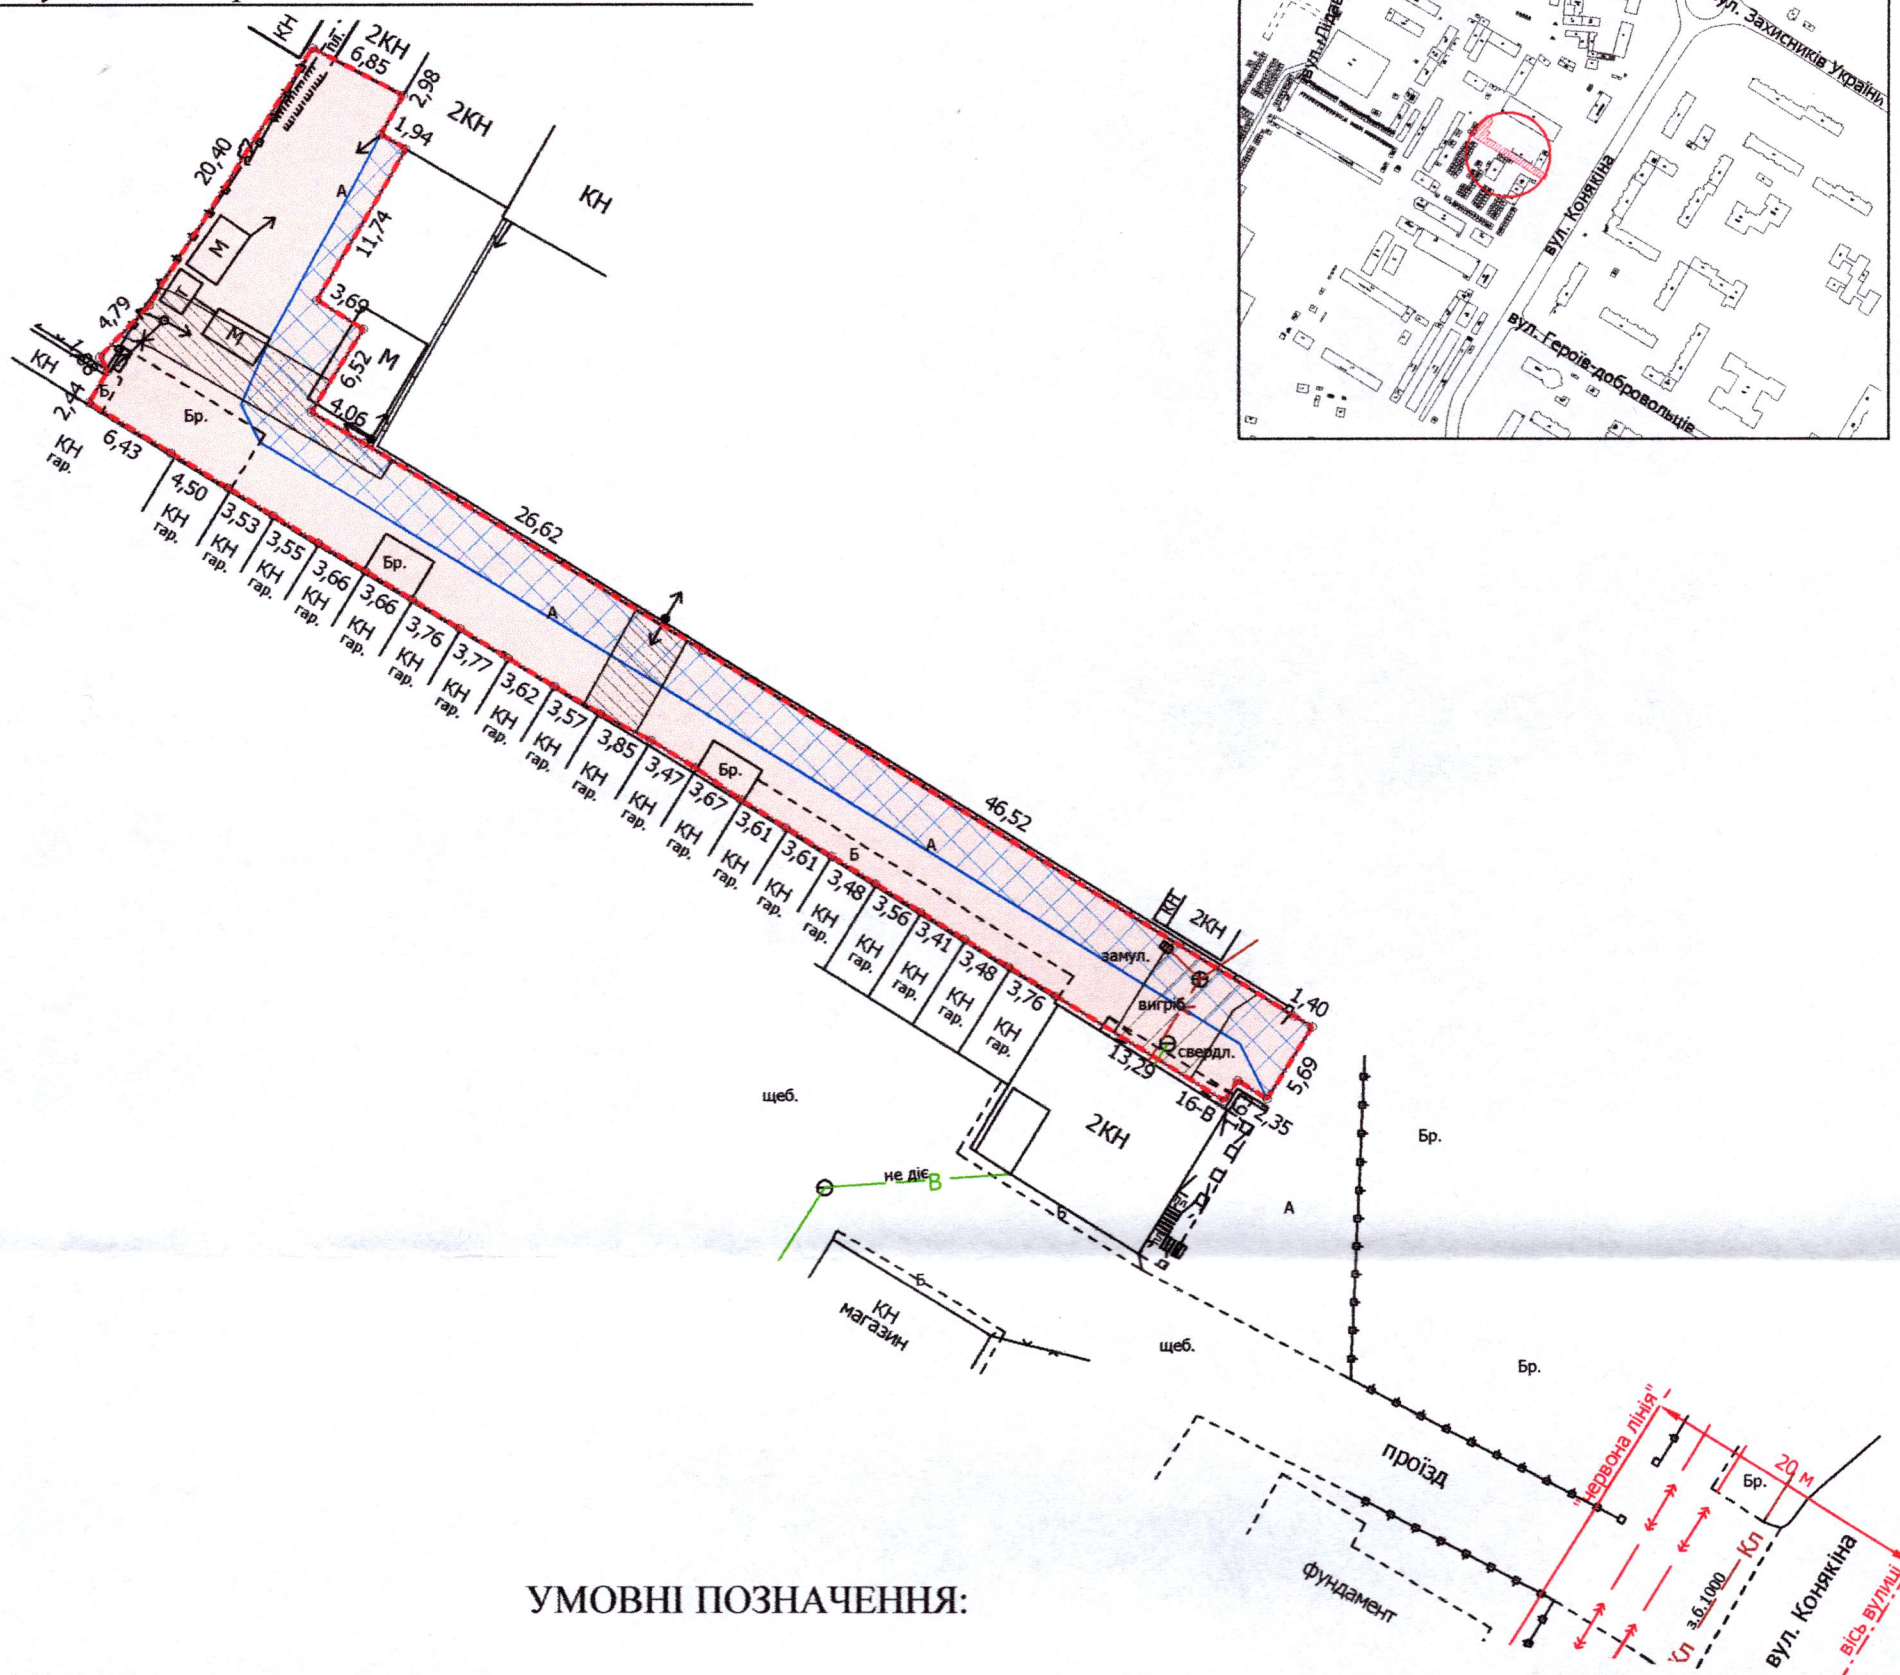 КН
пл.
2КН
6,85
2,98
2КН
1,94
КН
20,40
А
11,74
М
3,69
Г
М
4,79
М
6,52
КН
2,44
Б
Бр.
4,06
6,43
КН
гар.
4,50
КН
гар.
3,53
КН
гар.
3,55
КН
гар.
3,66
КН
гар.
3,66
КН
гар.
3,76
КН
гар.
3,77
КН
гар.
3,62
КН
гар.
3,57
КН
гар.
3,85
КН
гар.
3,47
КН
гар.
3,67
КН
гар.
3,61
КН
гар.
3,61
КН
гар.
3,48
КН
гар.
3,56
КН
гар.
3,41
КН
гар.
3,48
КН
гар.
3,76
КН
гар.
26,62
Бр.
А
Бр.
46,52
Б
А
КН
2КН
замул.
вигріб
свердл.
1,40
5,69
13,29
16-В
2,35
щеб.
2КН
Бр.
не діє
В
А
Б
Б
КН
магазин
щеб.
Бр.
проїзд
фундамент
"червона лінія"
20 м
Бр.
Кл
з.б.1000
Кл
вул. Конякіна
вісь вулиці
вул. Захисників України
вул. Конякіна
вул. Героїв-добровольців
УМОВНІ ПОЗНАЧЕННЯ: